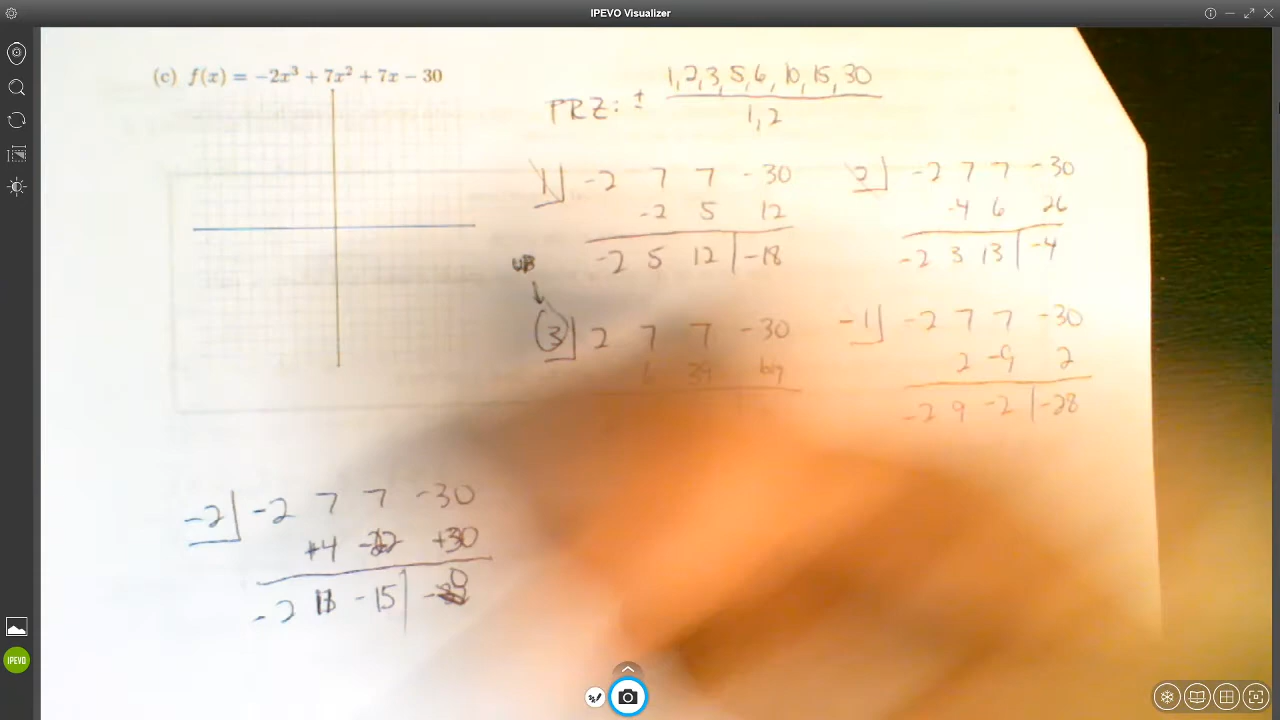 IPEVO Visualizer
(c) f(x) = −2x³ + 7x² + 7x − 30
PRZ: ± 1,2,3,5,6,10,15,30
1,2
1| -2 7 7 -30
-2 5 12
-2 5 12 | -18
2| -2 7 7 -30
-4 6 26
-2 3 13 | -4
UB
3| 2 7 7 -30
6 39
-1| -2 7 7 -30
2 -9 2
-2 9 -2 | -28
-2| -2 7 7 -30
+4 -22 +30
-2 11 -15 | 0
IPEVO